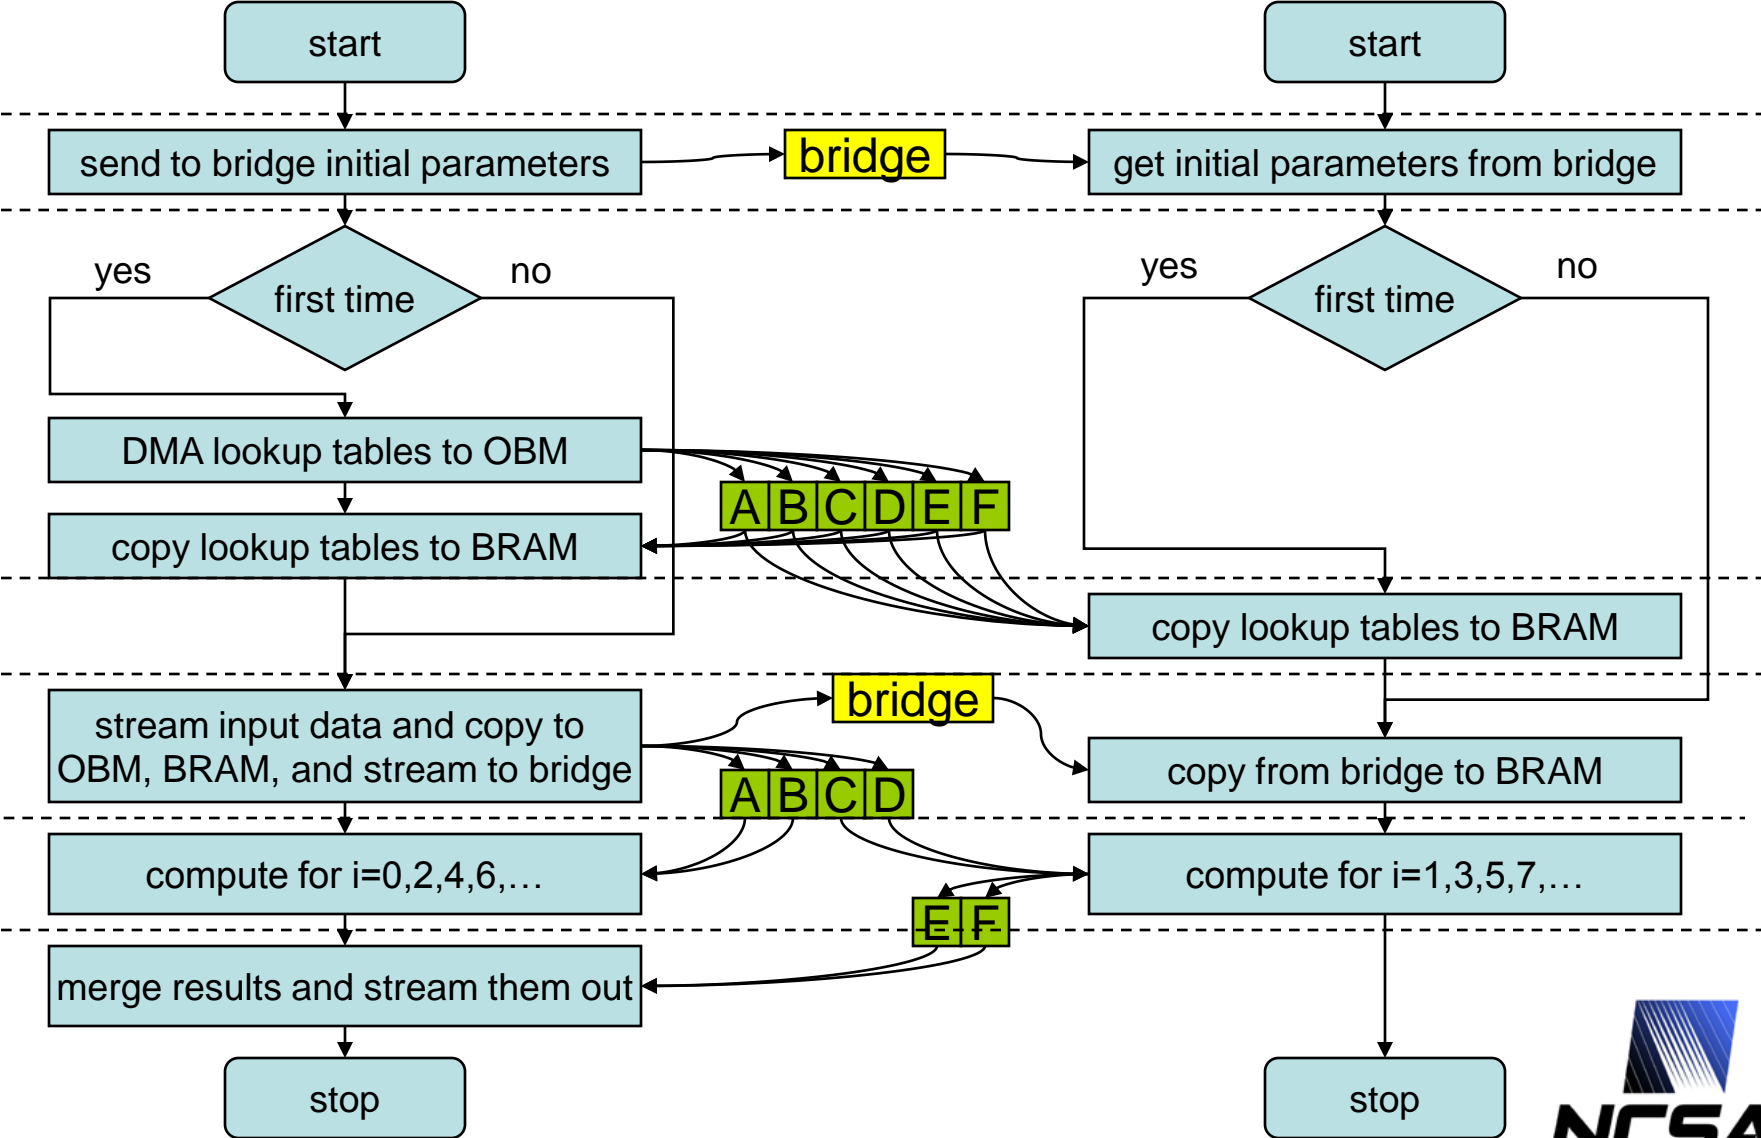 start
start
send to bridge initial parameters
bridge
get initial parameters from bridge
yes
first time
no
yes
first time
no
DMA lookup tables to OBM
A B C D E F
copy lookup tables to BRAM
copy lookup tables to BRAM
bridge
stream input data and copy to
OBM, BRAM, and stream to bridge
copy from bridge to BRAM
A B C D
compute for i=0,2,4,6,…
compute for i=1,3,5,7,…
E F
merge results and stream them out
stop
stop
NCSA